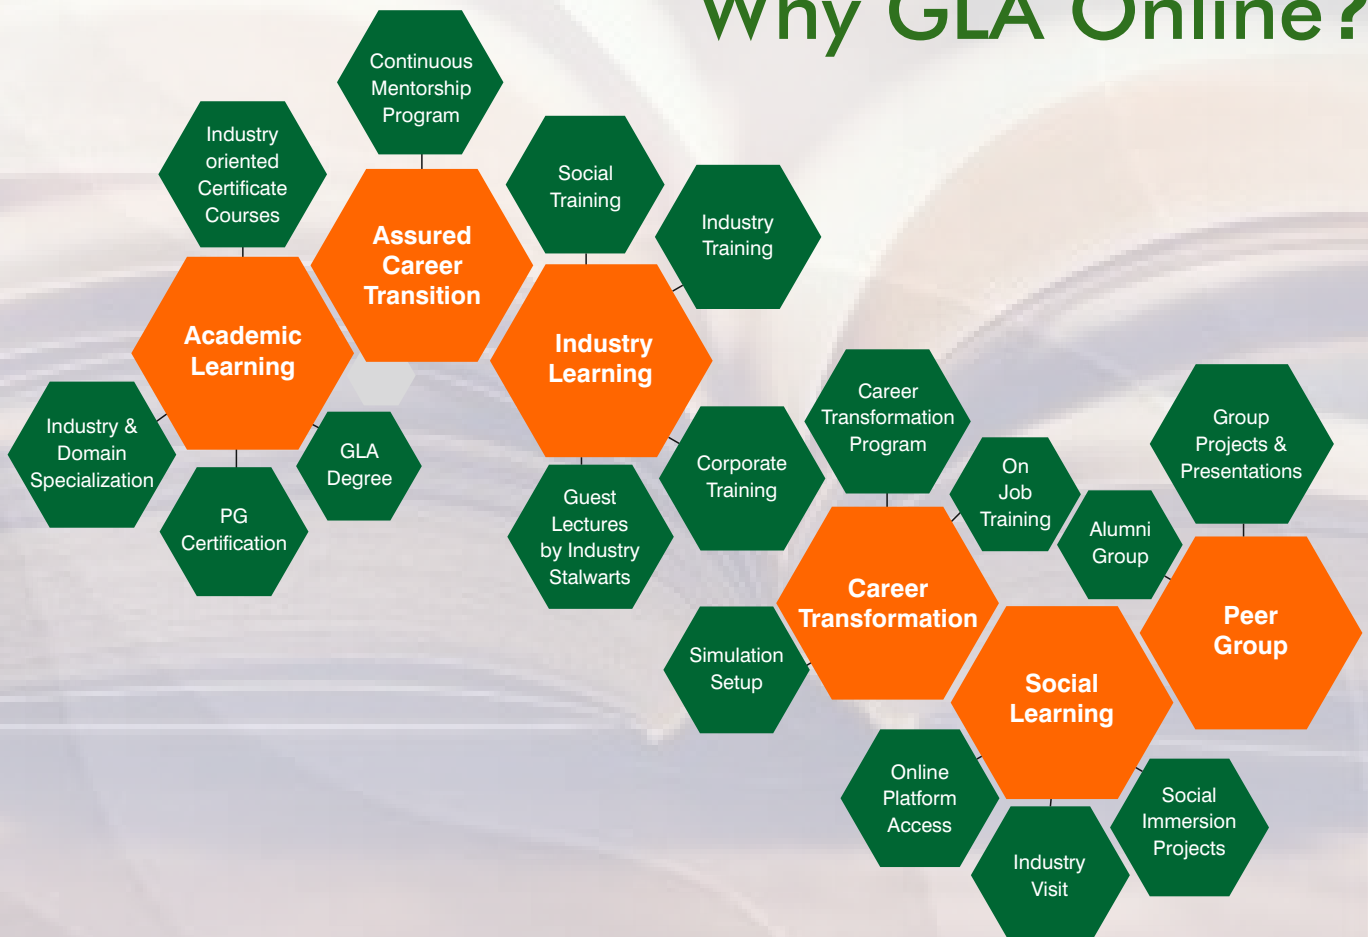 Why GLA Online?
Continuous
Mentorship
Program
Industry
oriented
Certificate
Courses
Social
Training
Industry
Training
Assured
Career
Transition
Academic
Learning
Industry
Learning
Industry &
Domain
Specialization
PG
Certification
GLA
Degree
Guest
Lectures
by Industry
Stalwarts
Corporate
Training
Career
Transformation
Program
On
Job
Training
Alumni
Group
Group
Projects &
Presentations
Career
Transformation
Peer
Group
Simulation
Setup
Social
Learning
Online
Platform
Access
Industry
Visit
Social
Immersion
Projects